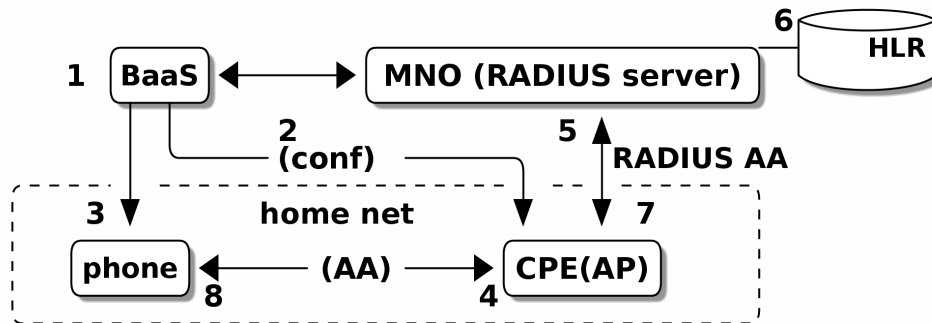 6
HLR
1 BaaS MNO (RADIUS server)
2
(conf)
5
RADIUS AA
3 home net 7
phone (AA) CPE(AP)
8 4